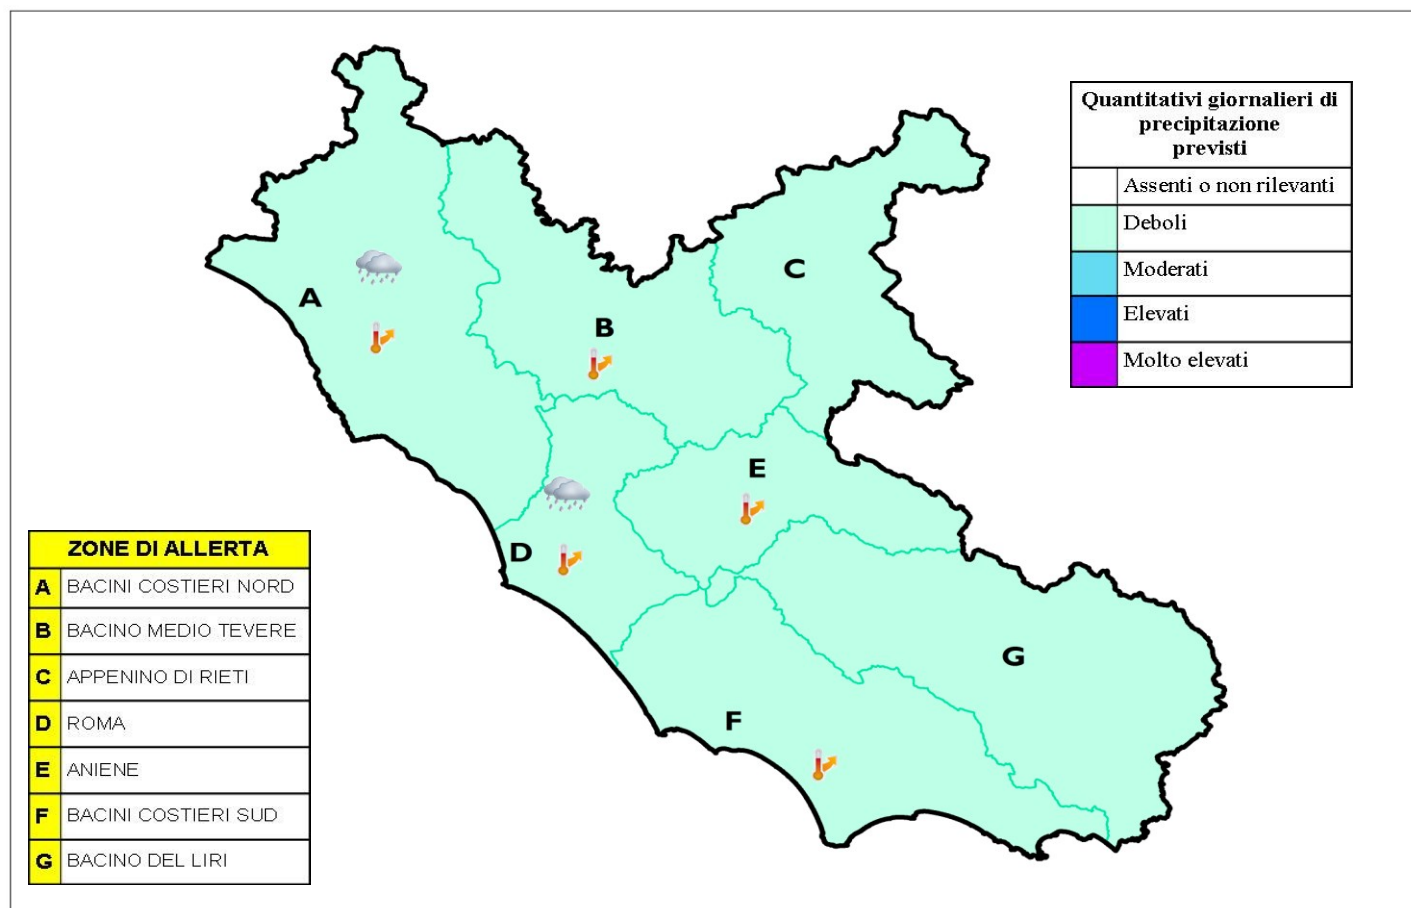 Quantitativi giornalieri di
precipitazione
previsti
Assenti o non rilevanti
Deboli
Moderati
Elevati
Molto elevati
C
A
B
E
D
G
F
ZONE DI ALLERTA
A BACINI COSTIERI NORD
B BACINO MEDIO TEVERE
C APPENINO DI RIETI
D ROMA
E ANIENE
F BACINI COSTIERI SUD
G BACINO DEL LIRI